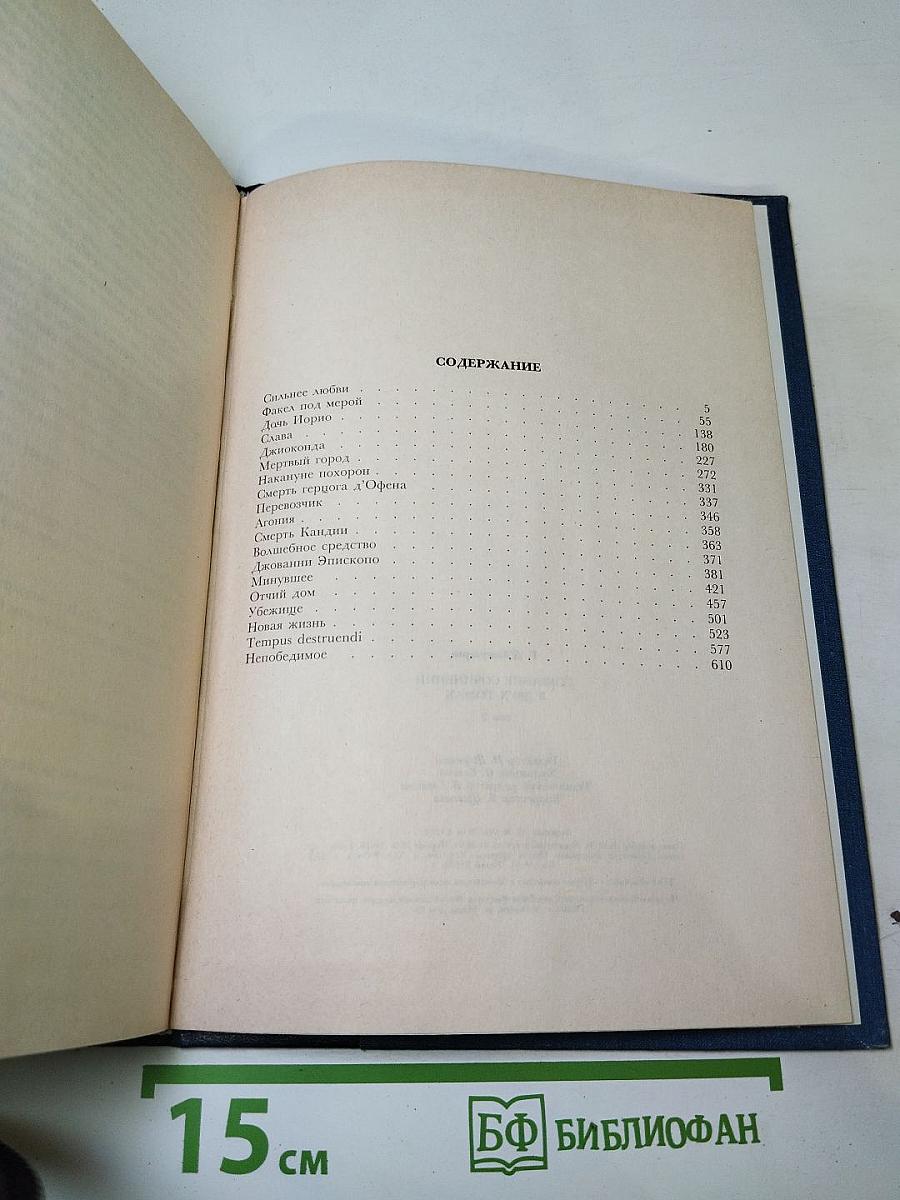 СОДЕРЖАНИЕ
Сильнее любви . . . . . 5
Факел под мерой . . . . . 55
Дочь Иорио . . . . . 138
Слава . . . . . 180
Джиоконда . . . . . 227
Мертвый город . . . . . 272
Накануне похорон . . . . . 331
Смерть герцога д'Офена . . . . . 337
Перевозчик . . . . . 346
Агония . . . . . 358
Смерть Кандии . . . . . 363
Волшебное средство . . . . . 371
Джованни Эпископо . . . . . 381
Минувшее . . . . . 421
Отчий дом . . . . . 457
Убежище . . . . . 501
Новая жизнь . . . . . 523
Tempus destruendi . . . . . 577
Непобедимое . . . . . 610
15 см
БФ БИБЛИОФАН